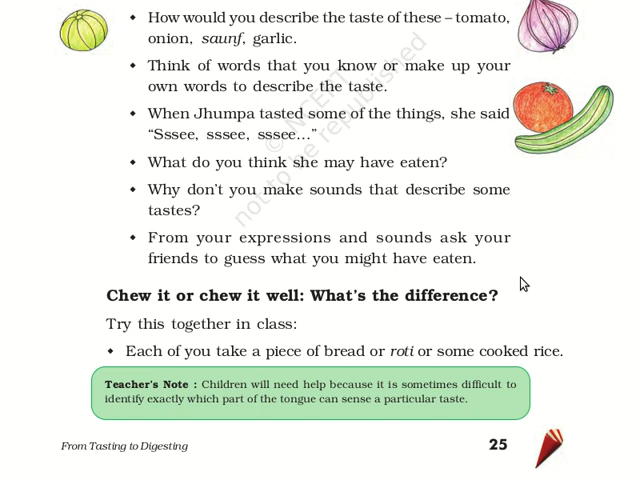 ⬥ How would you describe the taste of these – tomato,
onion, saunf, garlic.
⬥ Think of words that you know or make up your
own words to describe the taste.
⬥ When Jhumpa tasted some of the things, she said
“Sssee, sssee, sssee…”
⬥ What do you think she may have eaten?
⬥ Why don’t you make sounds that describe some
tastes?
⬥ From your expressions and sounds ask your
friends to guess what you might have eaten.
© NCERT
not to be republished
Chew it or chew it well: What’s the difference?
Try this together in class:
⬥ Each of you take a piece of bread or roti or some cooked rice.
Teacher’s Note : Children will need help because it is sometimes difficult to
identify exactly which part of the tongue can sense a particular taste.
From Tasting to Digesting
25